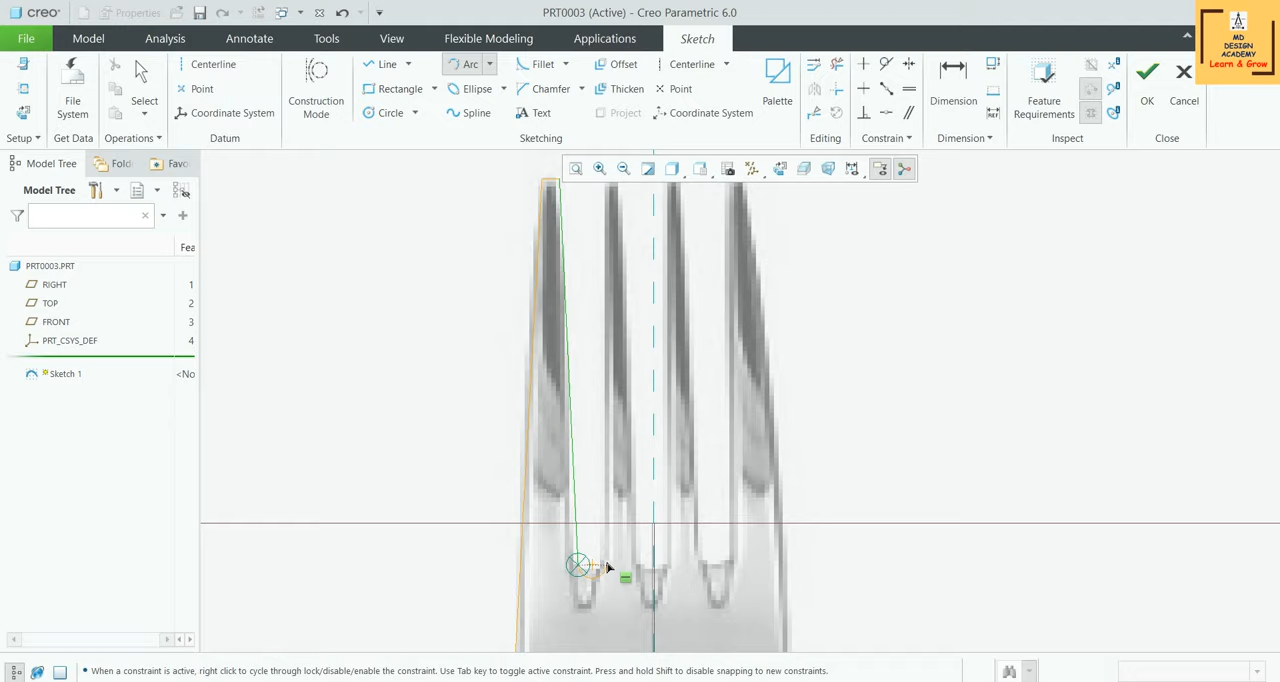 creo
Properties
PRT0003 (Active) - Creo Parametric 6.0
MD
DESIGN
ACADEMY
Learn & Grow
File Model Analysis Annotate Tools View Flexible Modeling Applications Sketch
Centerline Line Arc Fillet Offset Centerline
Point Rectangle Ellipse Chamfer Thicken Point
Coordinate System Circle Spline Text Project Coordinate System
File
System
Select
Construction
Mode
Palette
Dimension
Feature
Requirements
OK
Cancel
Setup Get Data Operations Datum Sketching Editing Constrain Dimension Inspect Close
Model Tree Fold Favo
Model Tree
Fea
PRT0003.PRT
RIGHT 1
TOP 2
FRONT 3
PRT_CSYS_DEF 4
Sketch 1 <No
• When a constraint is active, right click to cycle through lock/disable/enable the constraint. Use Tab key to toggle active constraint. Press and hold Shift to disable snapping to new constraints.